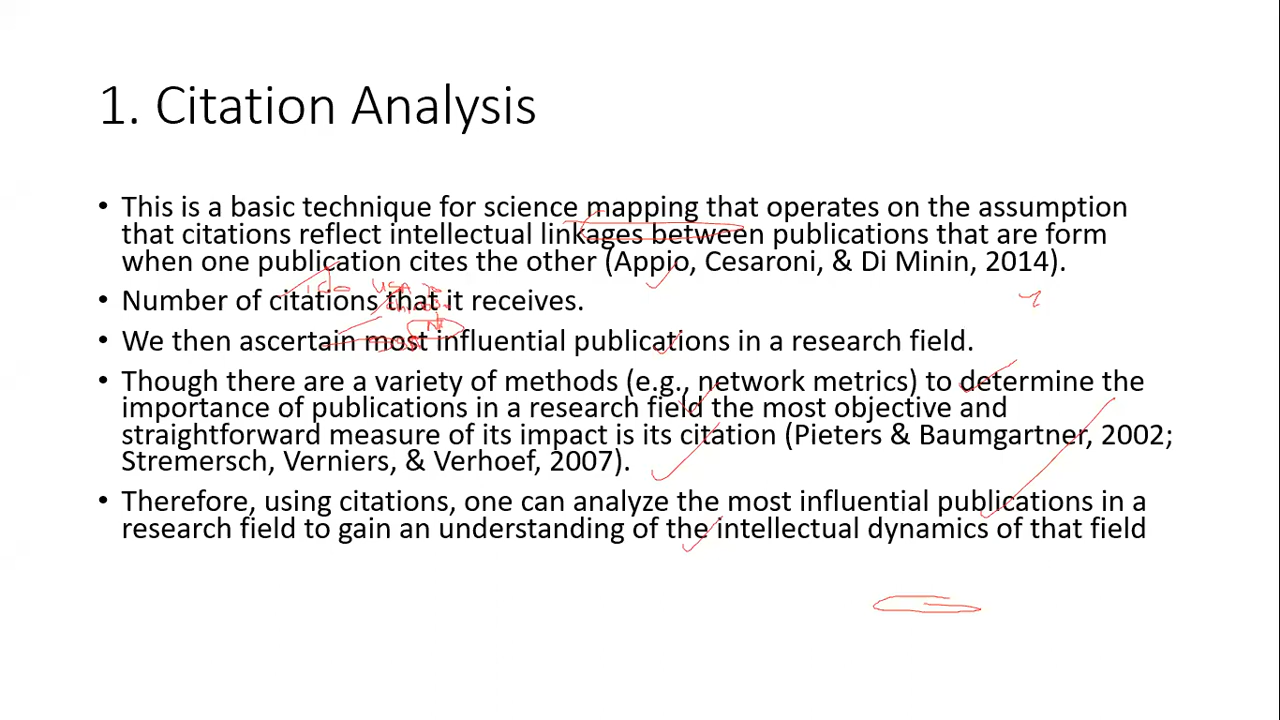 1. Citation Analysis
• This is a basic technique for science mapping that operates on the assumption
that citations reflect intellectual linkages between publications that are form
when one publication cites the other (Appio, Cesaroni, & Di Minin, 2014).
• Number of citations that it receives.
• We then ascertain most influential publications in a research field.
• Though there are a variety of methods (e.g., network metrics) to determine the
importance of publications in a research field the most objective and
straightforward measure of its impact is its citation (Pieters & Baumgartner, 2002;
Stremersch, Verniers, & Verhoef, 2007).
• Therefore, using citations, one can analyze the most influential publications in a
research field to gain an understanding of the intellectual dynamics of that field
USA